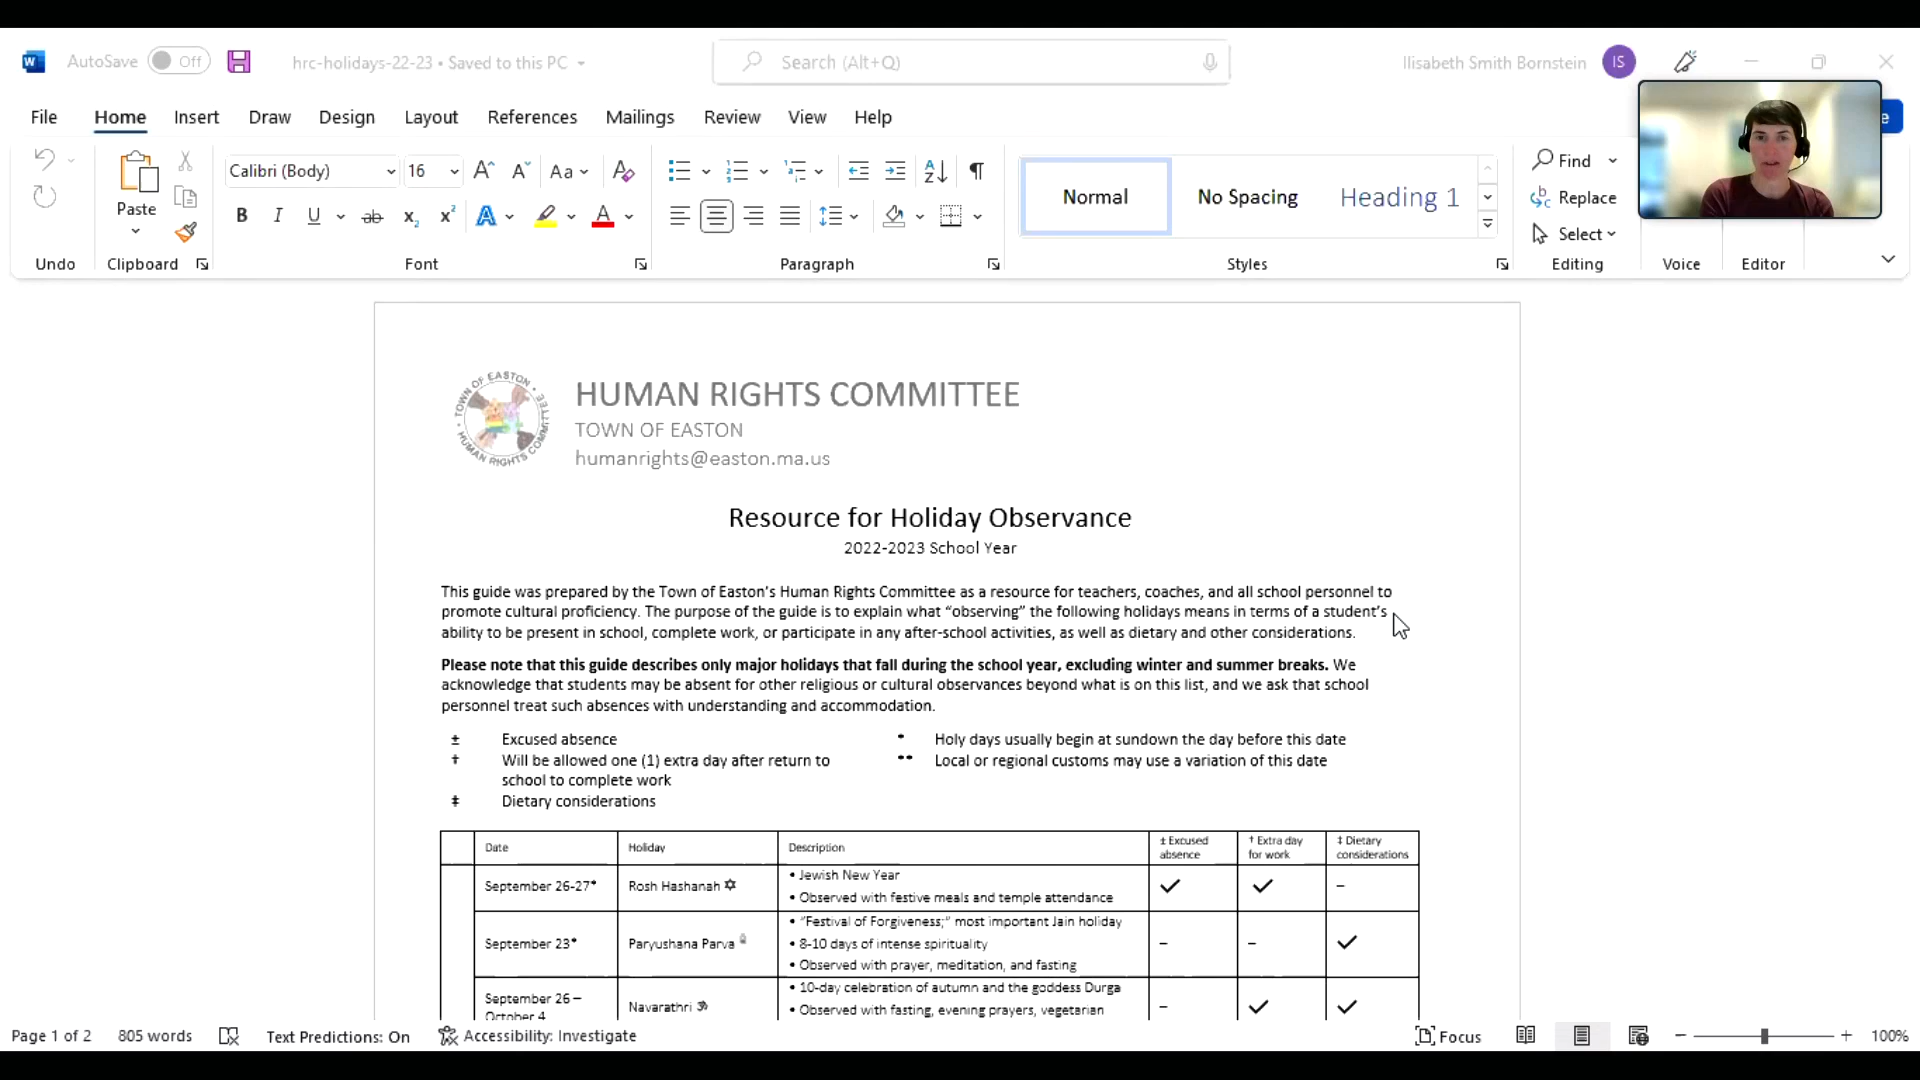 AutoSave Off hrc-holidays-22-23 • Saved to this PC Search (Alt+Q) Ilisabeth Smith Bornstein IS
File Home Insert Draw Design Layout References Mailings Review View Help
Calibri (Body) 16 Aa
Paste
Normal No Spacing Heading 1
Find
Replace
Select
Undo Clipboard Font Paragraph Styles Editing Voice Editor
TOWN OF EASTON • HUMAN RIGHTS COMMITTEE •
HUMAN RIGHTS COMMITTEE
TOWN OF EASTON
humanrights@easton.ma.us
Resource for Holiday Observance
2022-2023 School Year
This guide was prepared by the Town of Easton's Human Rights Committee as a resource for teachers, coaches, and all school personnel to
promote cultural proficiency. The purpose of the guide is to explain what “observing” the following holidays means in terms of a student's
ability to be present in school, complete work, or participate in any after-school activities, as well as dietary and other considerations.
Please note that this guide describes only major holidays that fall during the school year, excluding winter and summer breaks. We
acknowledge that students may be absent for other religious or cultural observances beyond what is on this list, and we ask that school
personnel treat such absences with understanding and accommodation.
± Excused absence
† Will be allowed one (1) extra day after return to
school to complete work
‡ Dietary considerations
* Holy days usually begin at sundown the day before this date
** Local or regional customs may use a variation of this date
Date Holiday Description ± Excused absence † Extra day for work ‡ Dietary considerations
September 26-27* Rosh Hashanah ✡ • Jewish New Year ✓ ✓ –
• Observed with festive meals and temple attendance
September 23* Paryushana Parva • “Festival of Forgiveness;” most important Jain holiday – – ✓
• 8-10 days of intense spirituality
• Observed with prayer, meditation, and fasting
September 26 – October 4 Navarathri ॐ • 10-day celebration of autumn and the goddess Durga – ✓ ✓
• Observed with fasting, evening prayers, vegetarian
Page 1 of 2 805 words Text Predictions: On Accessibility: Investigate Focus 100%